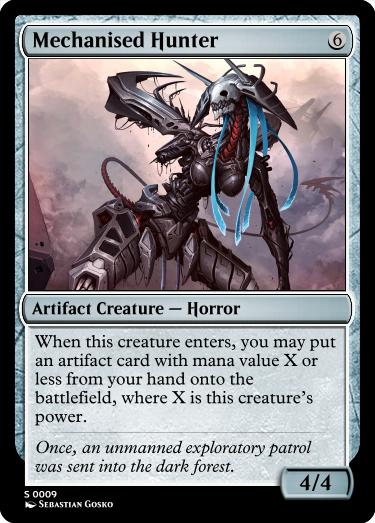 Mechanised Hunter
6
Artifact Creature — Horror
When this creature enters, you may put
an artifact card with mana value X or
less from your hand onto the
battlefield, where X is this creature's
power.
Once, an unmanned exploratory patrol
was sent into the dark forest.
4/4
S 0009
Sebastian Gosko